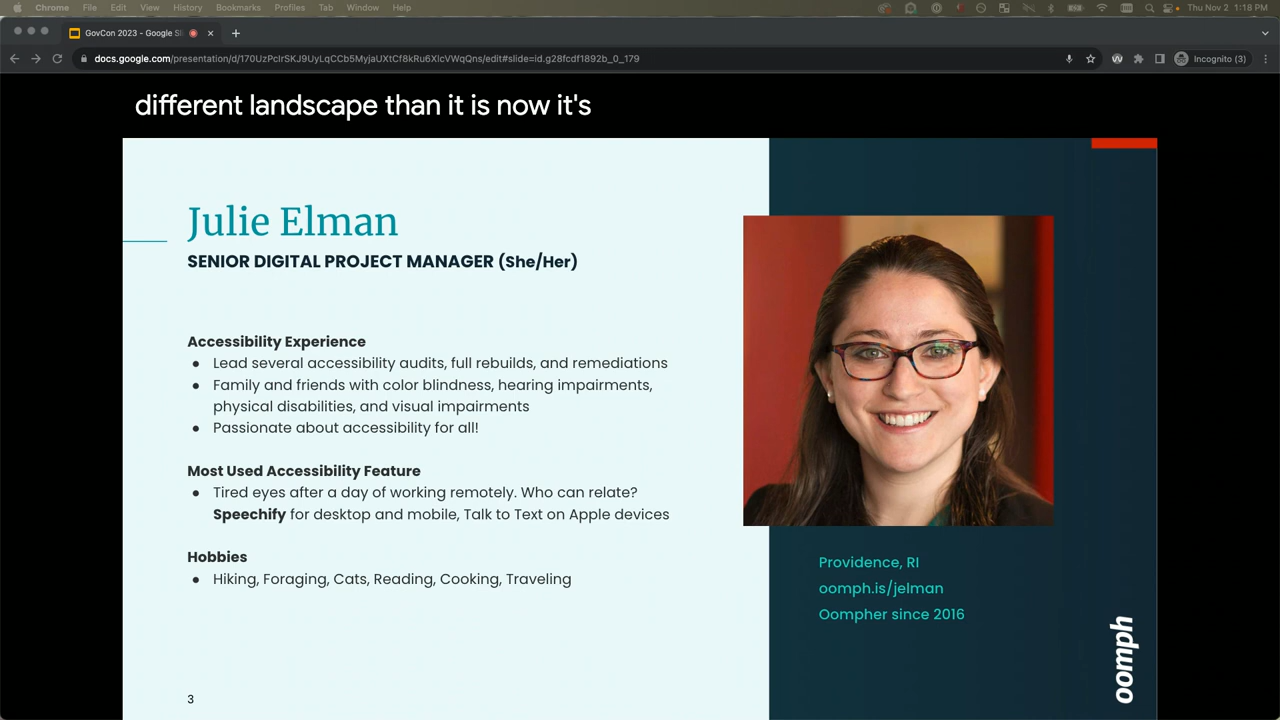 Chrome File Edit View History Bookmarks Profiles Tab Window Help Thu Nov 2 1:18 PM
GovCon 2023 - Google Sl
docs.google.com/presentation/d/170UzPcIrSKJ9UyLqCCb5MyjaUXtCf8kRu6XlcVWqQns/edit#slide=id.g28fcdf1892b_0_179 Incognito (3)
different landscape than it is now it's
Julie Elman
SENIOR DIGITAL PROJECT MANAGER (She/Her)
Accessibility Experience
● Lead several accessibility audits, full rebuilds, and remediations
● Family and friends with color blindness, hearing impairments,
physical disabilities, and visual impairments
● Passionate about accessibility for all!
Most Used Accessibility Feature
● Tired eyes after a day of working remotely. Who can relate?
Speechify for desktop and mobile, Talk to Text on Apple devices
Hobbies
● Hiking, Foraging, Cats, Reading, Cooking, Traveling
3
Providence, RI
oomph.is/jelman
Oompher since 2016
oomph